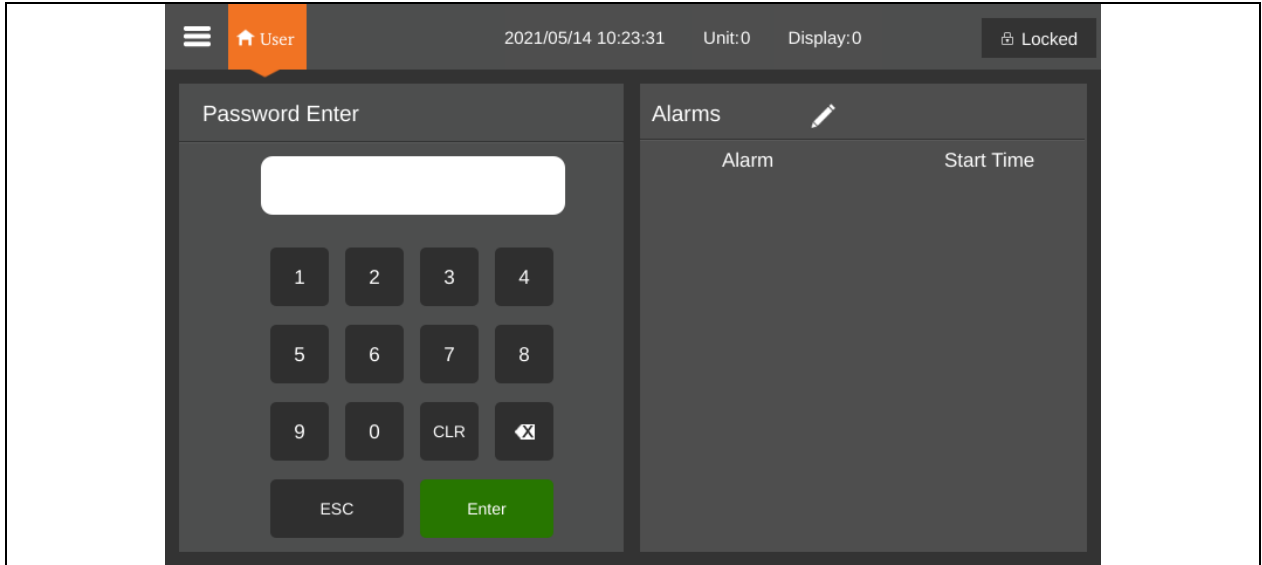 User 2021/05/14 10:23:31 Unit:0 Display:0 Locked
Password Enter
Alarms
Alarm Start Time
1 2 3 4
5 6 7 8
9 0 CLR
ESC Enter